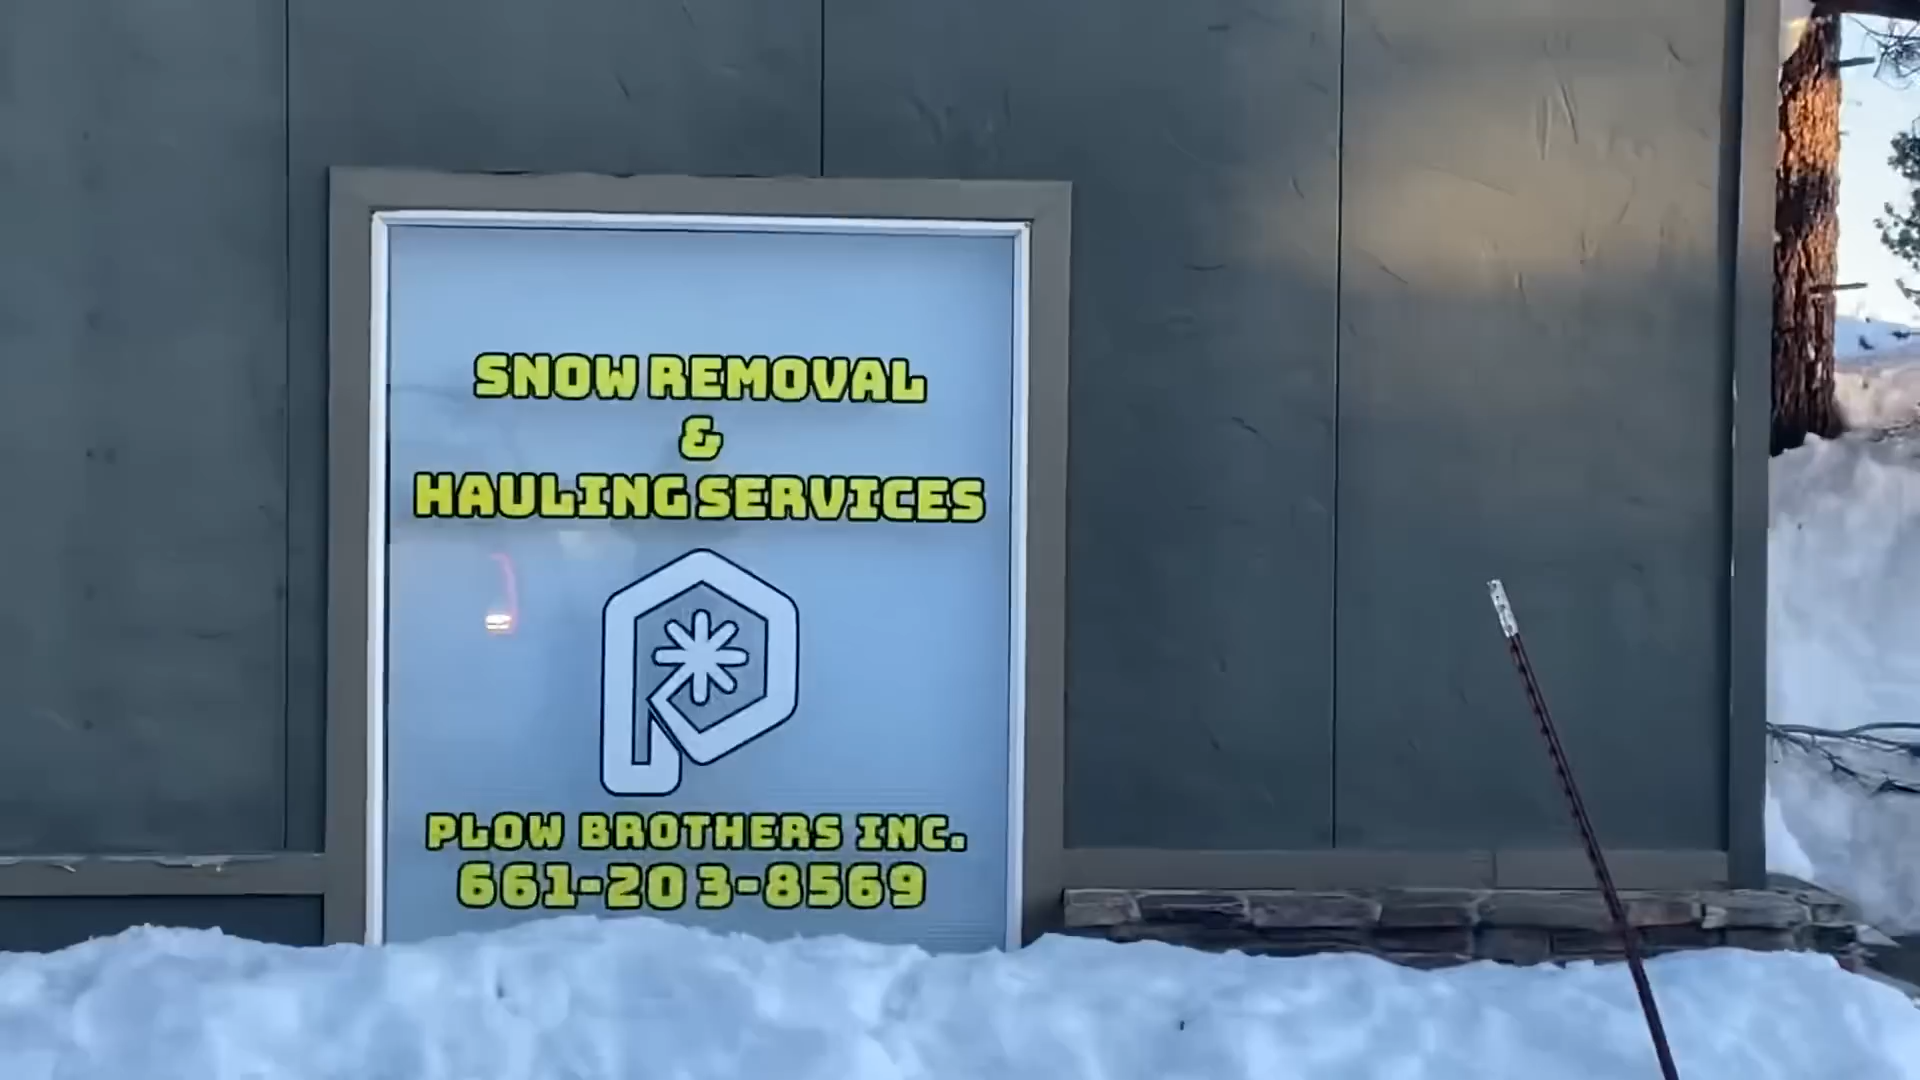 SNOW REMOVAL
&
HAULING SERVICES
PLOW BROTHERS INC.
661-203-8569